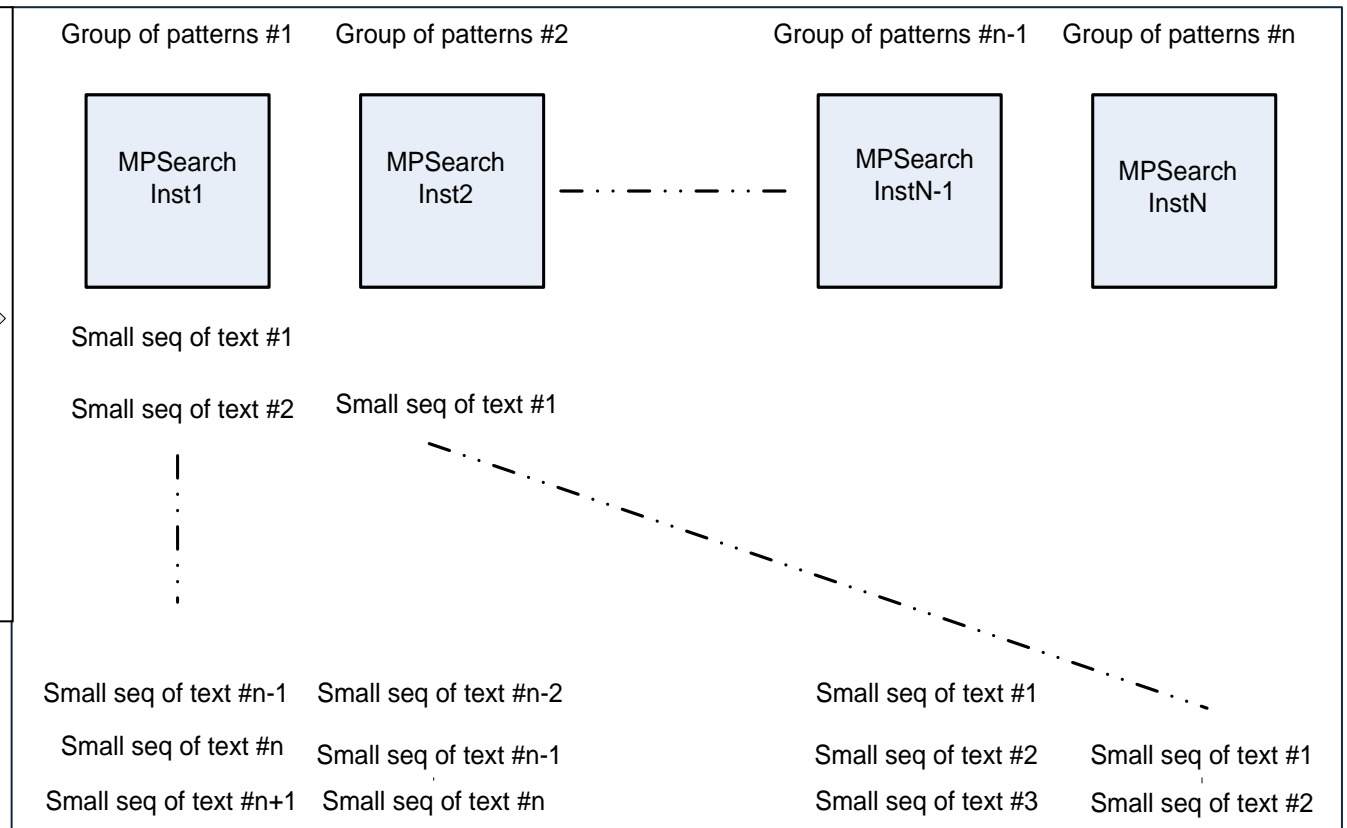 Group of patterns #1 Group of patterns #2 Group of patterns #n-1 Group of patterns #n
MPSearch
Inst1
MPSearch
Inst2
MPSearch
InstN-1
MPSearch
InstN
Small seq of text #1
Small seq of text #2 Small seq of text #1
Small seq of text #n-1 Small seq of text #n-2 Small seq of text #1
Small seq of text #n Small seq of text #n-1 Small seq of text #2 Small seq of text #1
Small seq of text #n+1 Small seq of text #n Small seq of text #3 Small seq of text #2